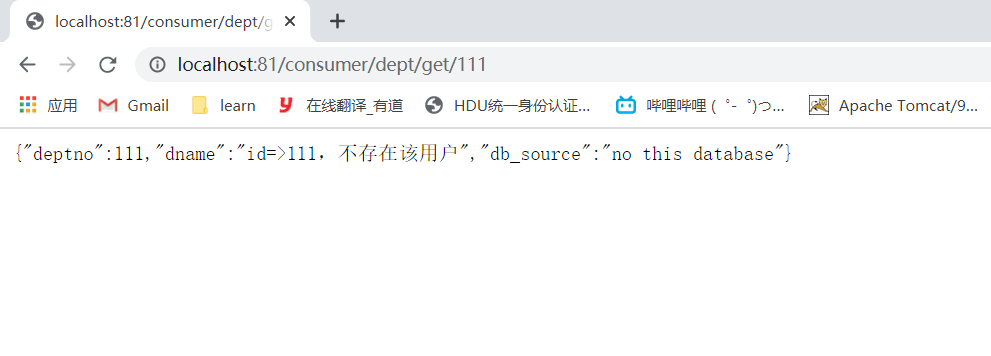 localhost:81/consumer/dept/g
localhost:81/consumer/dept/get/111
应用 Gmail learn 在线翻译_有道 HDU统一身份认证... 哔哩哔哩 ( ゜- ゜)つ... Apache Tomcat/9...
{"deptno":111,"dname":"id=>111，不存在该用户","db_source":"no this database"}